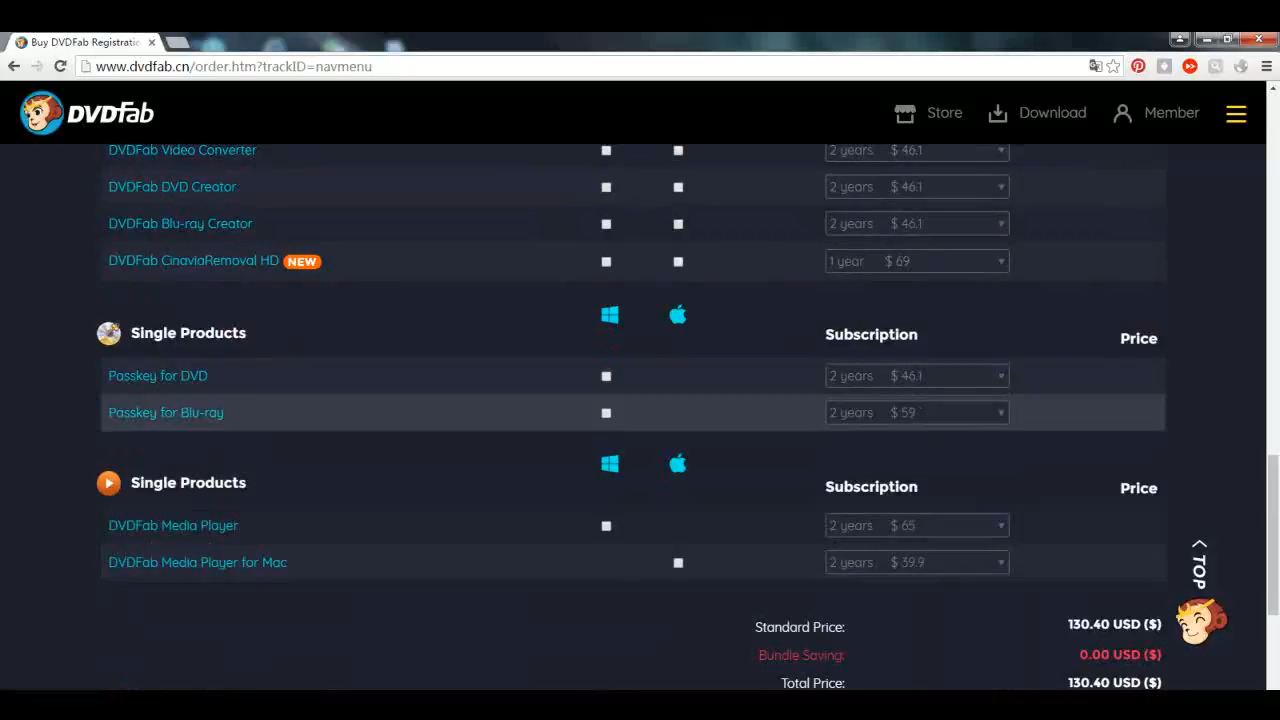 Buy DVDFab Registratio
www.dvdfab.cn/order.htm?trackID=navmenu
DVDFab
Store
Download
Member
DVDFab Video Converter
2 years $ 46.1
DVDFab DVD Creator
2 years $ 46.1
DVDFab Blu-ray Creator
2 years $ 46.1
DVDFab CinaviaRemoval HD NEW
1 year $ 69
Single Products
Subscription
Price
Passkey for DVD
2 years $ 46.1
Passkey for Blu-ray
2 years $ 59
Single Products
Subscription
Price
DVDFab Media Player
2 years $ 65
DVDFab Media Player for Mac
2 years $ 39.9
TOP
Standard Price: 130.40 USD ($)
Bundle Saving: 0.00 USD ($)
Total Price: 130.40 USD ($)